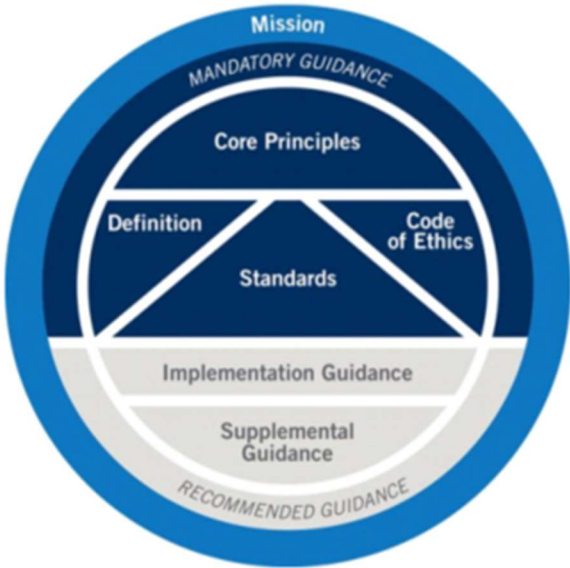 Mission
MANDATORY GUIDANCE
Core Principles
Definition
Code
of Ethics
Standards
Implementation Guidance
Supplemental
Guidance
RECOMMENDED GUIDANCE